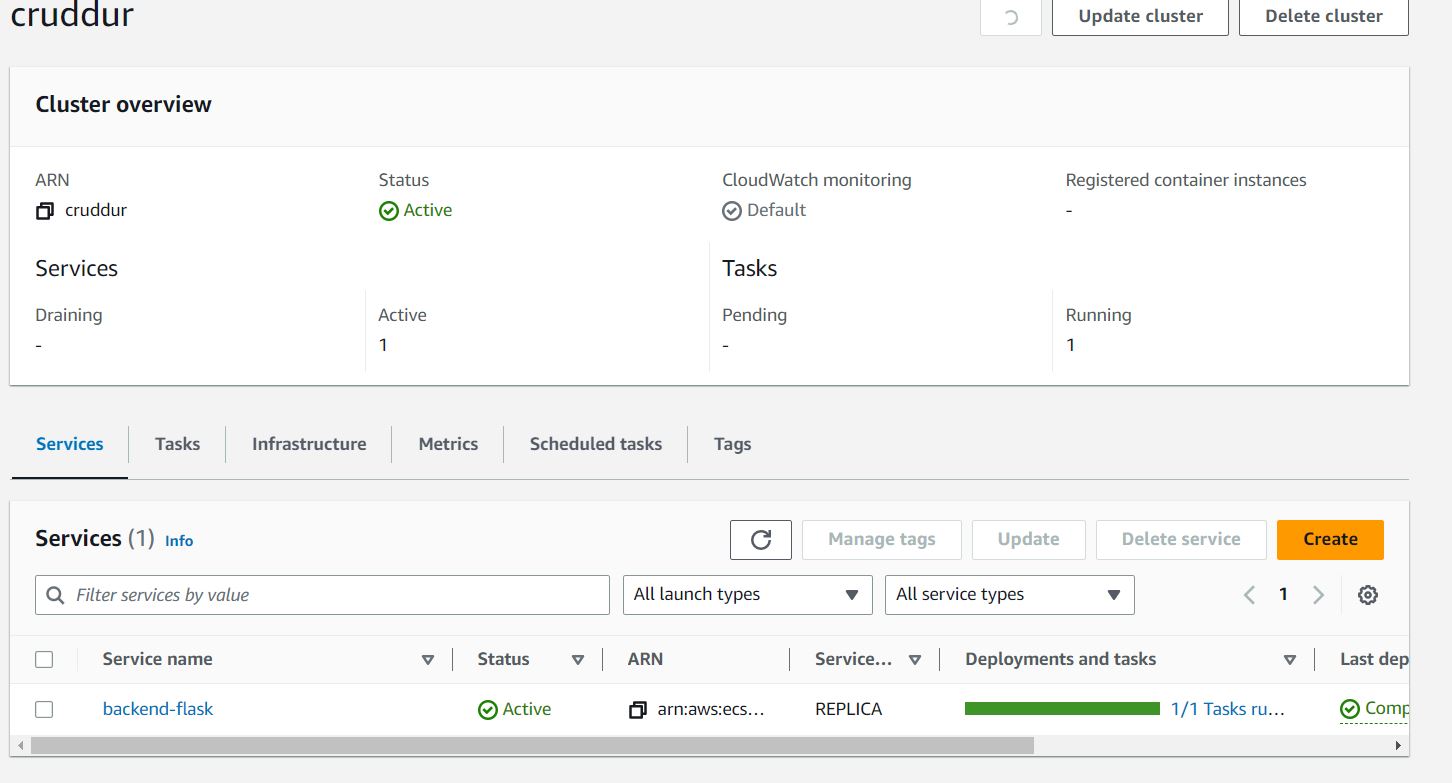 cruddur
Update cluster
Delete cluster
Cluster overview
ARN
Status
CloudWatch monitoring
Registered container instances
cruddur
Active
Default
-
Services
Tasks
Draining
Active
Pending
Running
-
1
-
1
Services
Tasks
Infrastructure
Metrics
Scheduled tasks
Tags
Services (1) Info
Manage tags
Update
Delete service
Create
Filter services by value
All launch types
All service types
1
Service name
Status
ARN
Service...
Deployments and tasks
Last dep
backend-flask
Active
arn:aws:ecs...
REPLICA
1/1 Tasks ru...
Comp